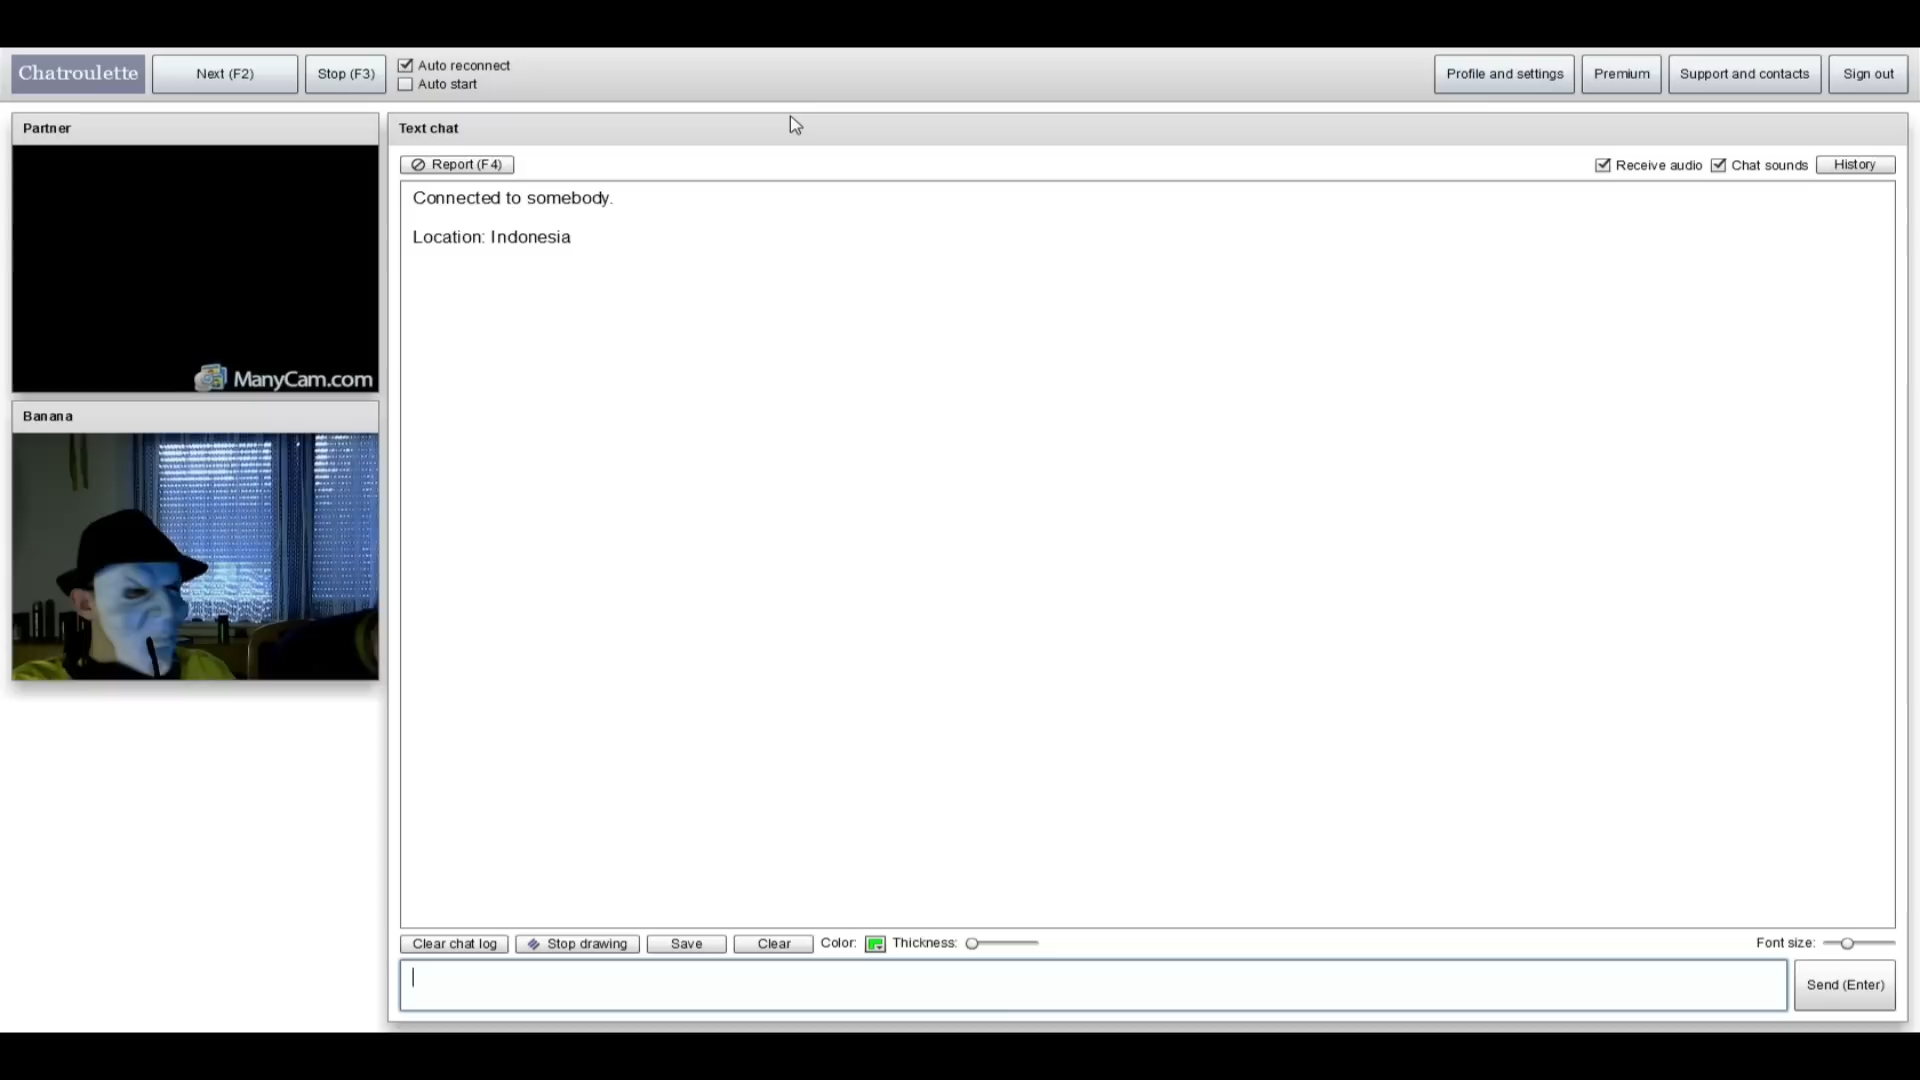 Chatroulette
Next (F2)
Stop (F3)
Auto reconnect
Auto start
Profile and settings
Premium
Support and contacts
Sign out
Partner
ManyCam.com
Banana
Text chat
Report (F4)
Receive audio
Chat sounds
History
Connected to somebody.
Location: Indonesia
Clear chat log
Stop drawing
Save
Clear
Color:
Thickness:
Font size:
Send (Enter)